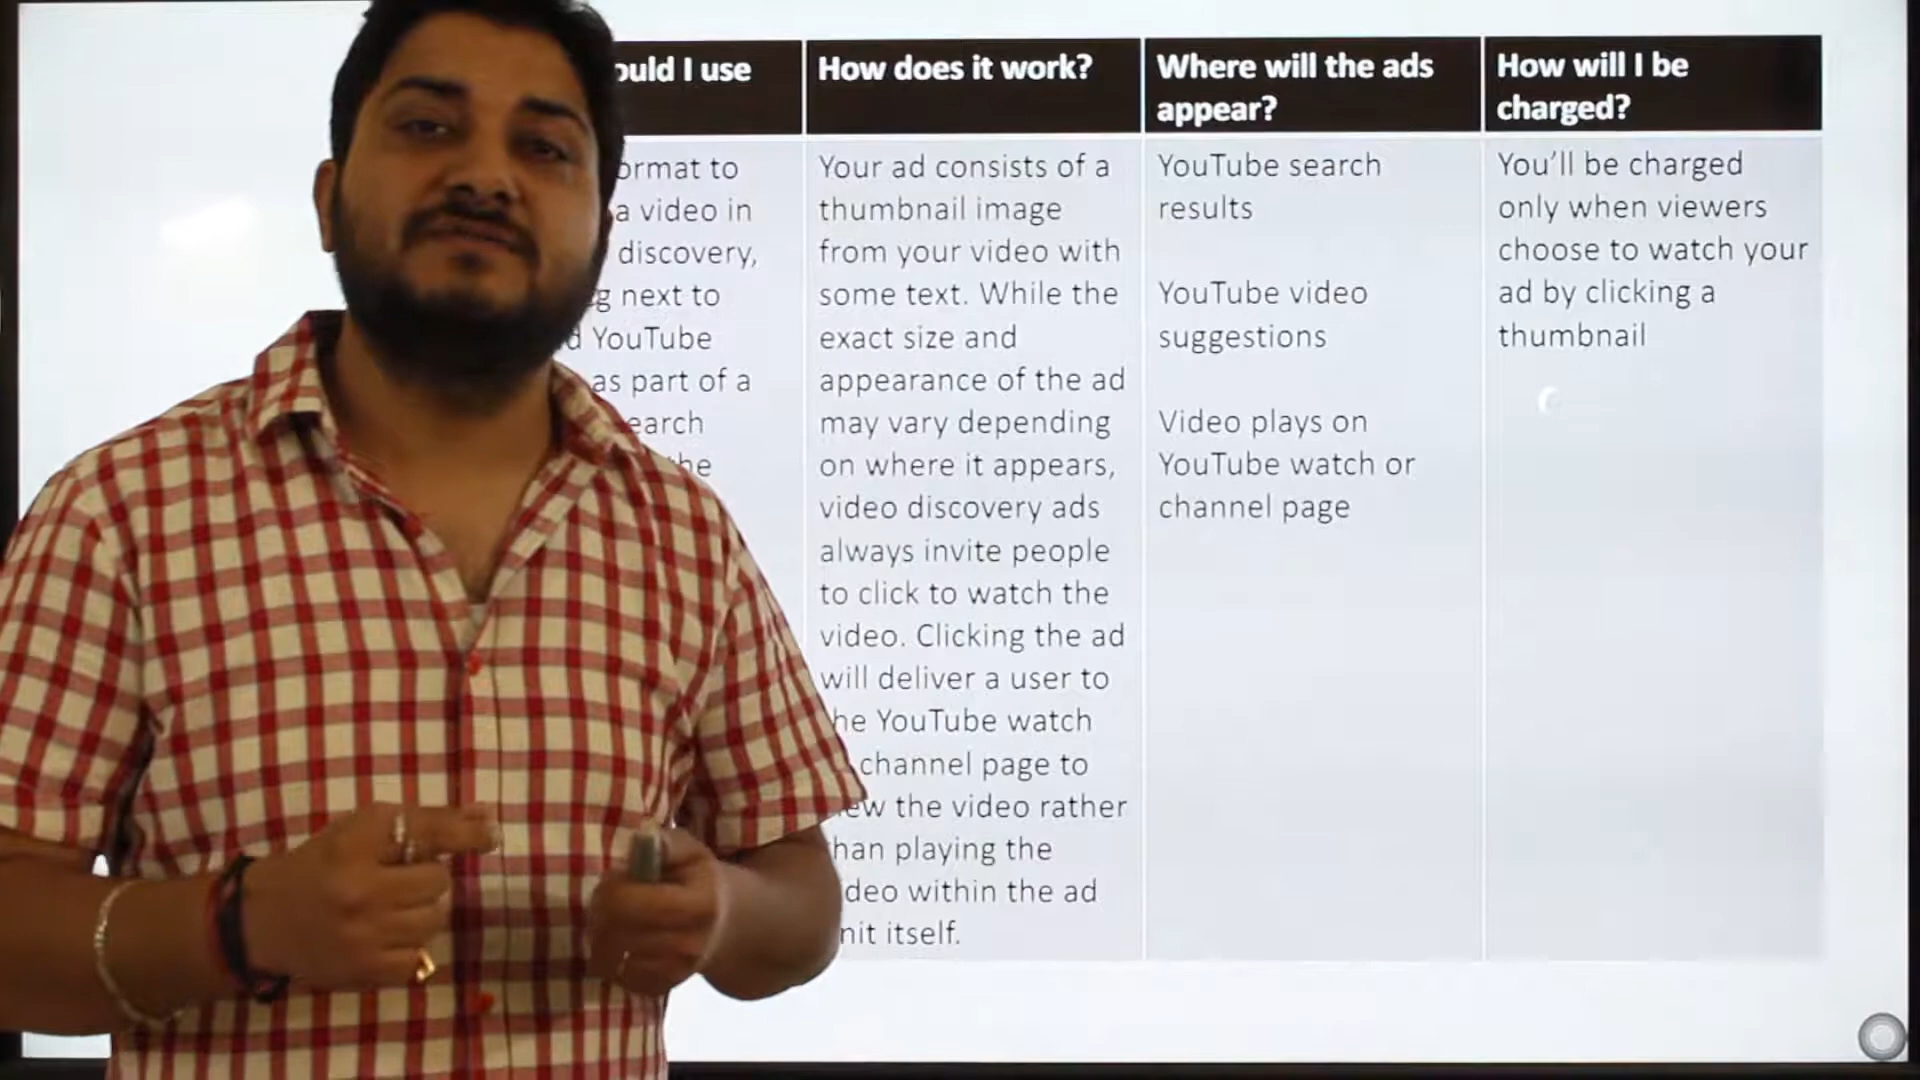 ould I use
ormat to
a video in
discovery,
g next to
d YouTube
as part of a
earch
he
How does it work?
Your ad consists of a
thumbnail image
from your video with
some text. While the
exact size and
appearance of the ad
may vary depending
on where it appears,
video discovery ads
always invite people
to click to watch the
video. Clicking the ad
will deliver a user to
he YouTube watch
channel page to
ew the video rather
han playing the
deo within the ad
nit itself.
Where will the ads
appear?
YouTube search
results
YouTube video
suggestions
Video plays on
YouTube watch or
channel page
How will I be
charged?
You'll be charged
only when viewers
choose to watch your
ad by clicking a
thumbnail